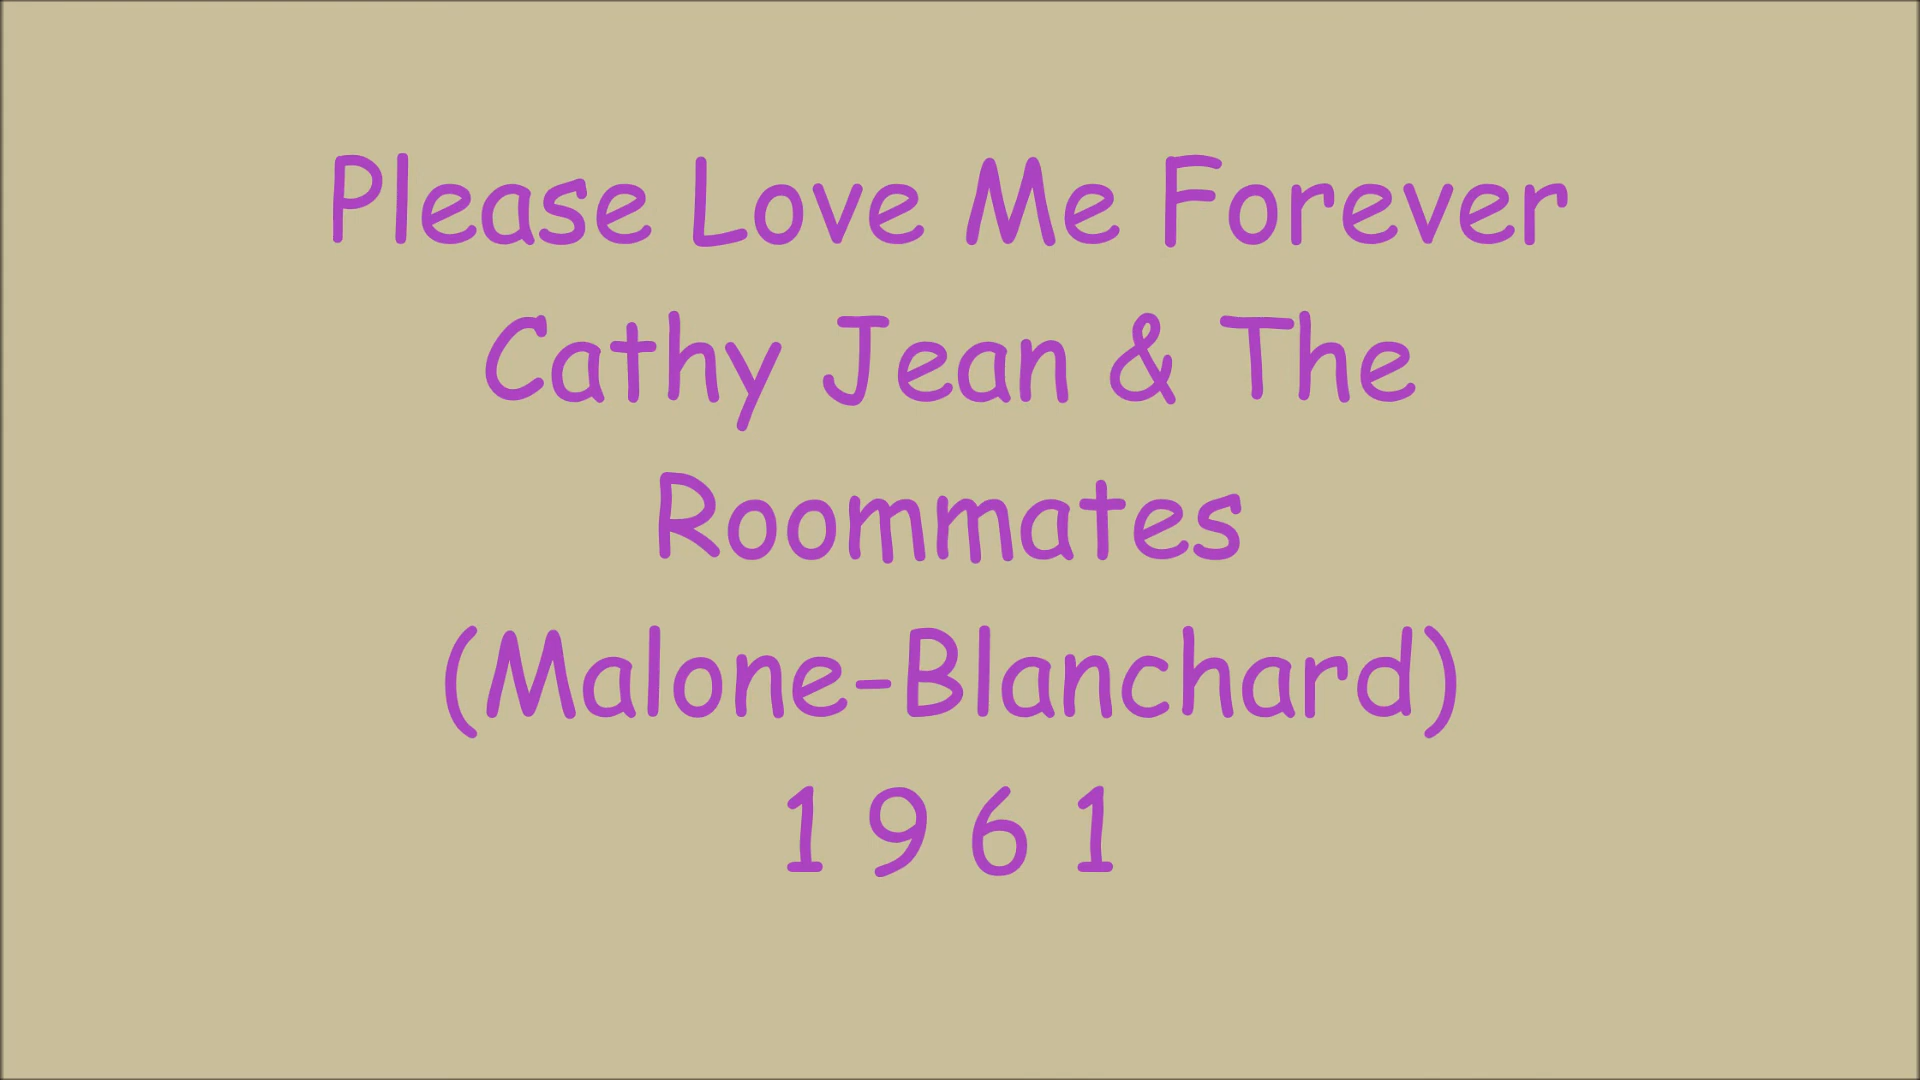 Please Love Me Forever
Cathy Jean & The
Roommates
(Malone-Blanchard)
1 9 6 1